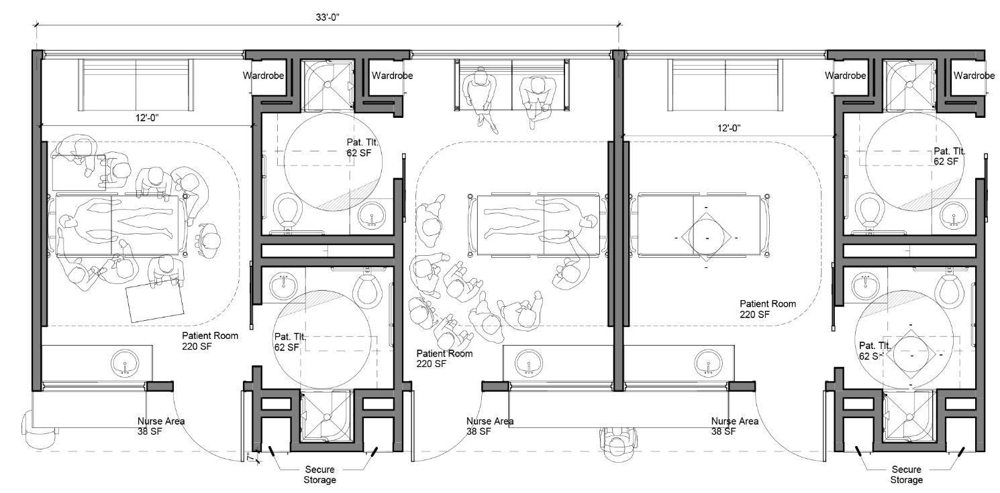 33'-0"
Wardrobe
Wardrobe
Wardrobe
Wardrobe
12'-0"
12'-0"
Pat. Tlt.
62 SF
Pat. Tlt.
62 SF
Patient Room
220 SF
Patient Room
220 SF
Pat. Tlt.
62 SF
Patient Room
220 SF
Pat. Tlt.
62 S
Nurse Area
38 SF
Nurse Area
38 SF
Nurse Area
38 SF
7"
Secure
Storage
Secure
Storage